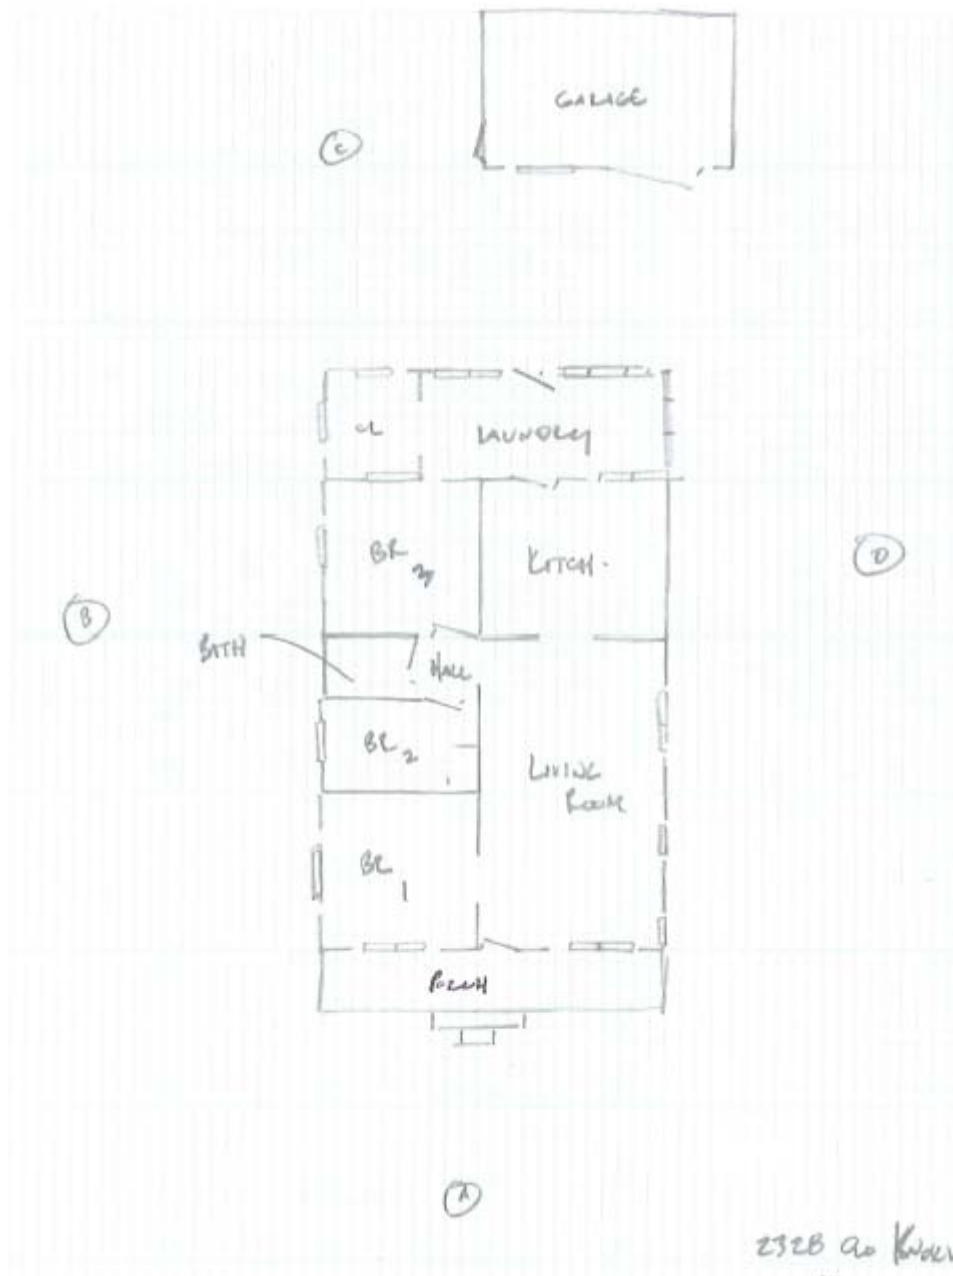 GARAGE
C
CL
LAUNDRY
BR 3
KITCH.
D
B
BATH
HALL
BR 2
LIVING
ROOM
BR 1
PORCH
A
2328